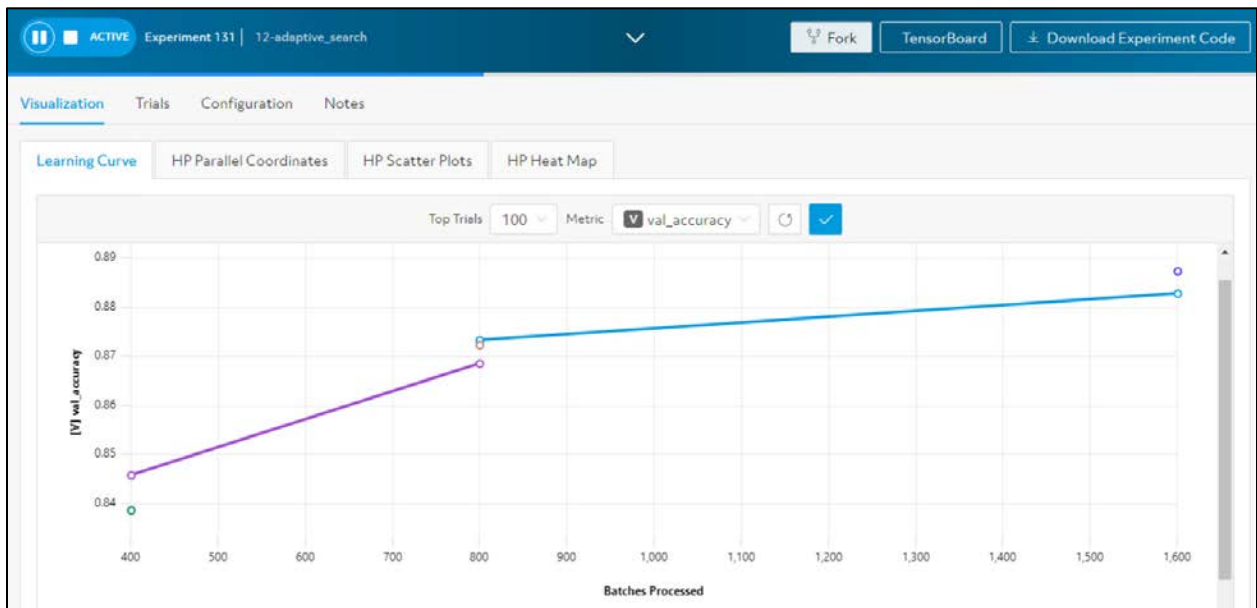 ACTIVE Experiment 131 | 12-adaptive_search Fork TensorBoard Download Experiment Code
Visualization Trials Configuration Notes
Learning Curve HP Parallel Coordinates HP Scatter Plots HP Heat Map
Top Trials 100 Metric V val_accuracy
[V] val_accuracy
0.89
0.88
0.87
0.86
0.85
0.84
400 500 600 700 800 900 1,000 1,100 1,200 1,300 1,400 1,500 1,600
Batches Processed